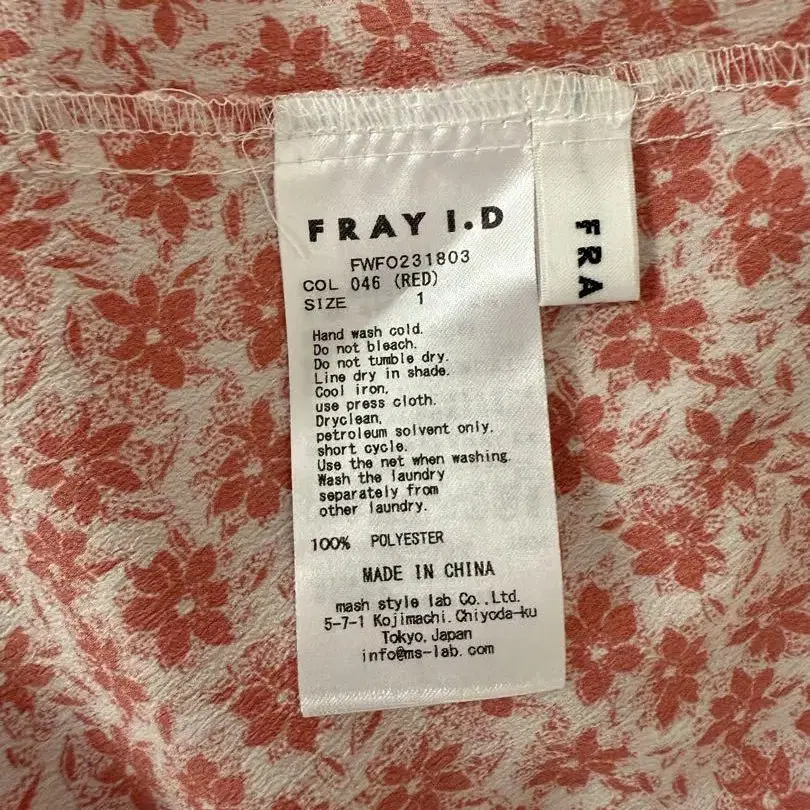 FRAY I.D
FWFO231803
COL 046 (RED)
SIZE 1
Hand wash cold.
Do not bleach.
Do not tumble dry.
Line dry in shade.
Cool iron,
use press cloth.
Dryclean,
petroleum solvent only.
short cycle.
Use the net when washing.
Wash the laundry
separately from
other laundry.
100% POLYESTER
MADE IN CHINA
mash style lab Co.,Ltd.
5-7-1 Kojimachi.Chiyoda-ku
Tokyo,Japan
info@ms-lab.com
FRA